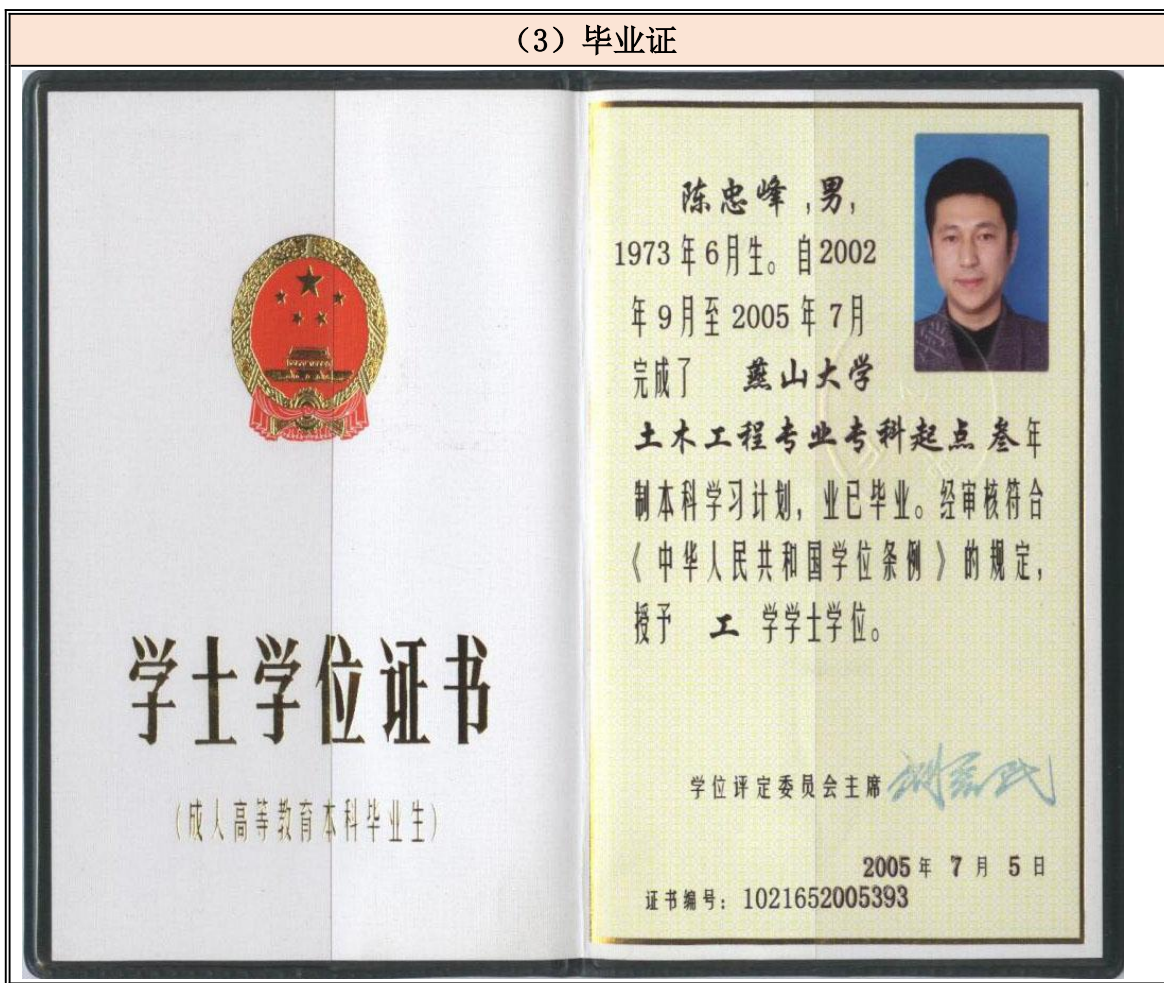 （3）毕业证
学士学位证书
（成人高等教育本科毕业生）
陈忠峰，男，
1973年6月生。自2002
年9月至2005年7月
完成了 燕山大学
土木工程专业专科起点叁年
制本科学习计划，业已毕业。经审核符合
《中华人民共和国学位条例》的规定，
授予 工 学学士学位。
学位评定委员会主席
2005年 7月 5日
证书编号：1021652005393